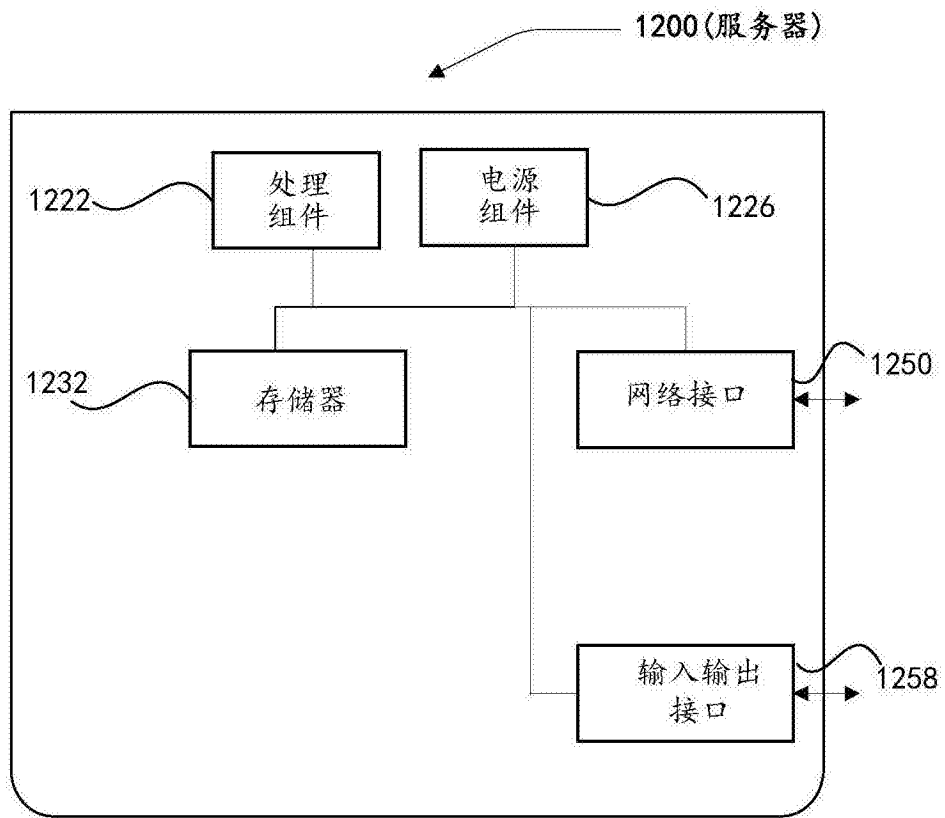 1200(服务器)
1222
处理
组件
电源
组件
1226
1232
存储器
网络接口
1250
输入输出
接口
1258